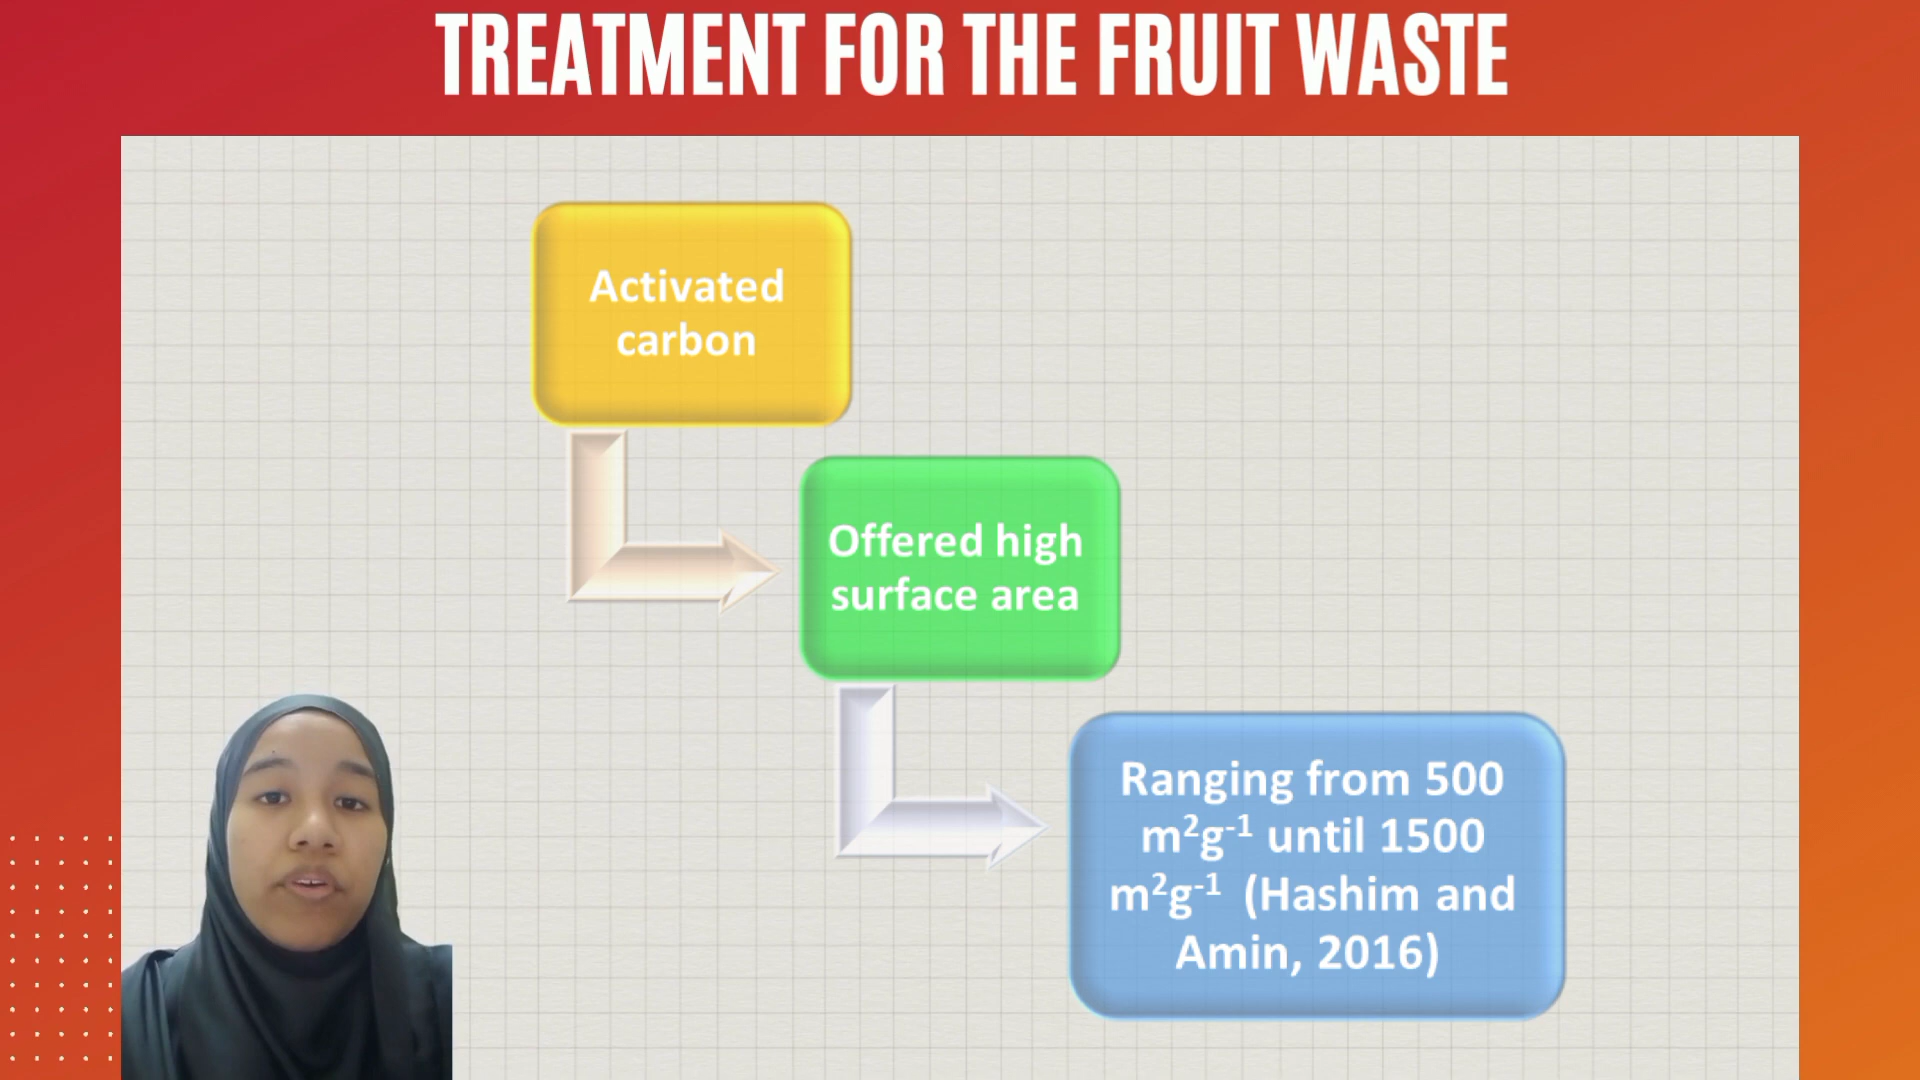 TREATMENT FOR THE FRUIT WASTE
Activated
carbon
Offered high
surface area
Ranging from 500
m²g⁻¹ until 1500
m²g⁻¹ (Hashim and
Amin, 2016)